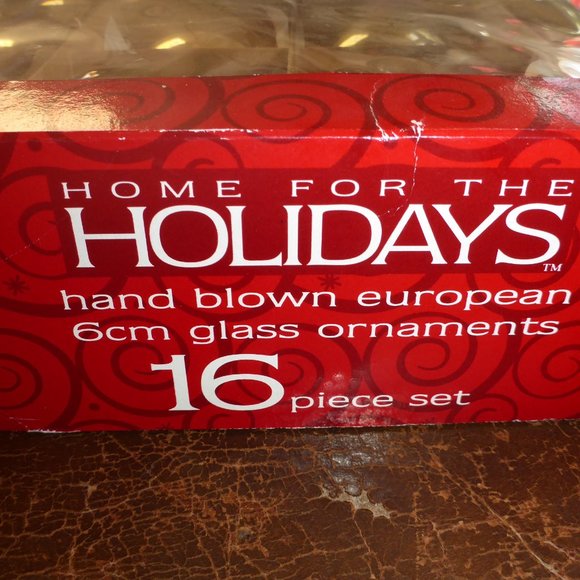 HOME FOR THE
HOLIDAYS™
hand blown european
6cm glass ornaments
16 piece set